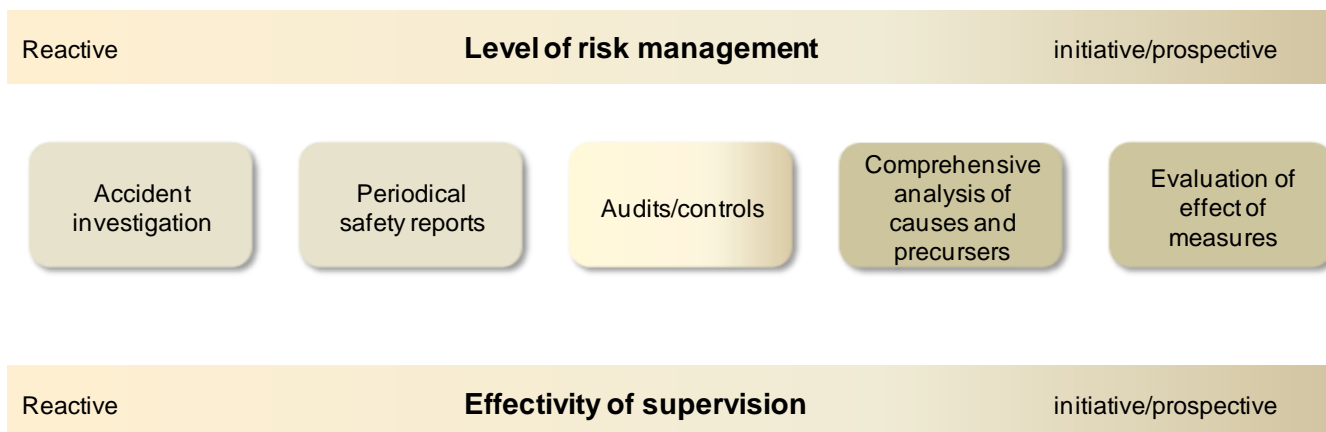 Reactive Level of risk management initiative/prospective
Accident
investigation
Periodical
safety reports
Audits/controls
Comprehensive
analysis of
causes and
precursers
Evaluation of
effect of
measures
Reactive Effectivity of supervision initiative/prospective